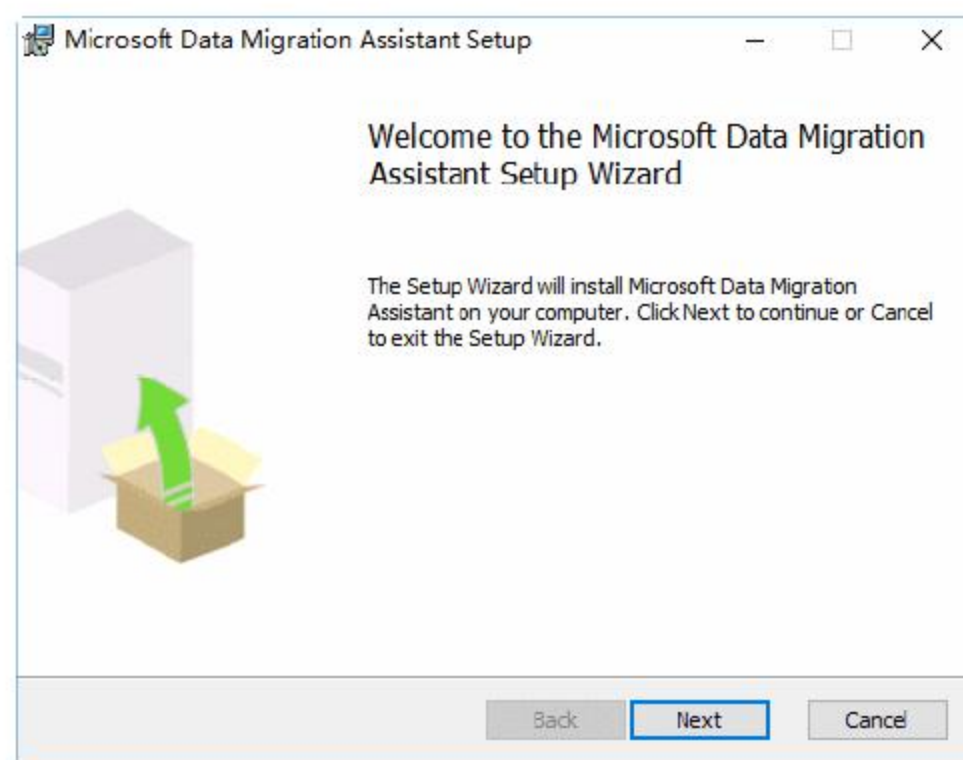 Microsoft Data Migration Assistant Setup
Welcome to the Microsoft Data Migration
Assistant Setup Wizard
The Setup Wizard will install Microsoft Data Migration
Assistant on your computer. Click Next to continue or Cancel
to exit the Setup Wizard.
Back Next Cancel